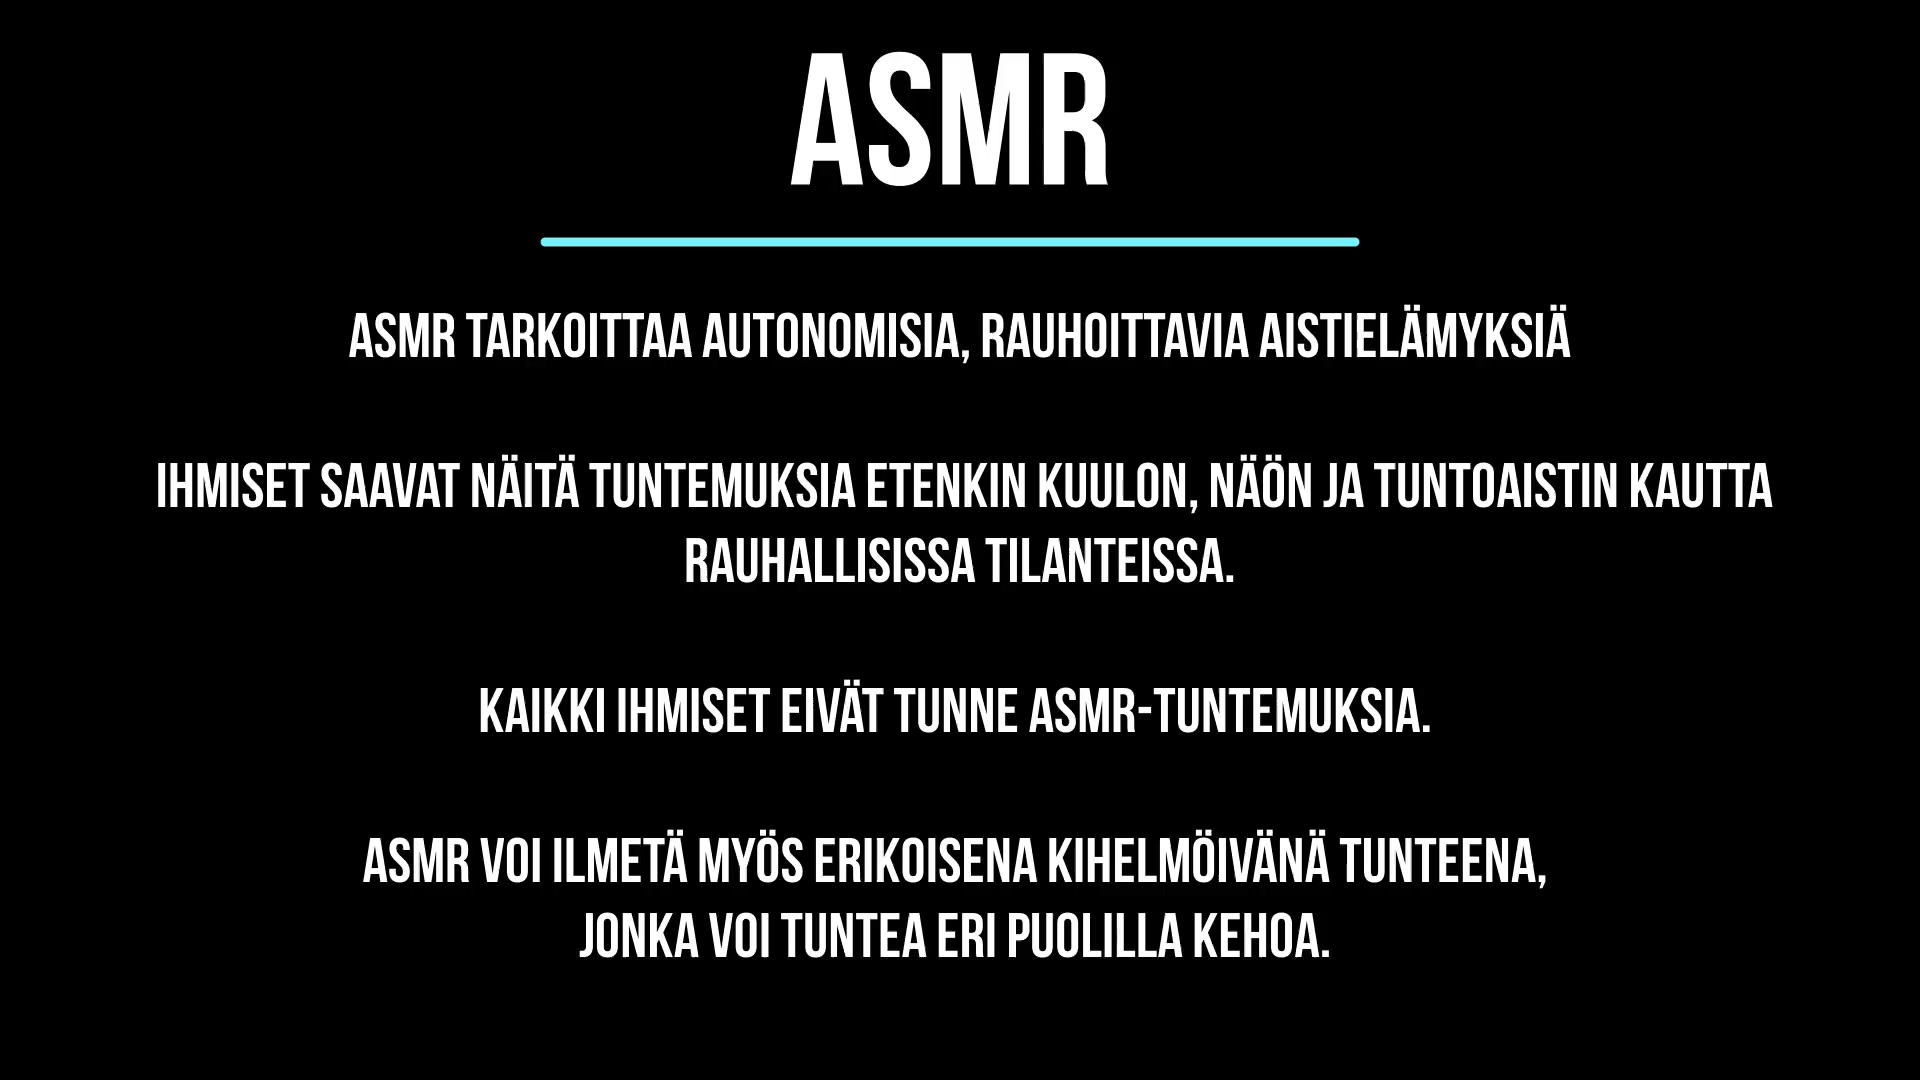 ASMR
ASMR TARKOITTAA AUTONOMISIA, RAUHOITTAVIA AISTIELÄMYKSIÄ
IHMISET SAAVAT NÄITÄ TUNTEMUKSIA ETENKIN KUULON, NÄÖN JA TUNTOAISTIN KAUTTA
RAUHALLISISSA TILANTEISSA.
KAIKKI IHMISET EIVÄT TUNNE ASMR-TUNTEMUKSIA.
ASMR VOI ILMETÄ MYÖS ERIKOISENA KIHELMÖIVÄNÄ TUNTEENA,
JONKA VOI TUNTEA ERI PUOLILLA KEHOA.